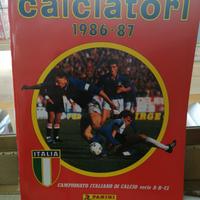 calciatori
1986-87
ITALIA
CAMPIONATO ITALIANO DI CALCIO serie A-B-C1
PANINI